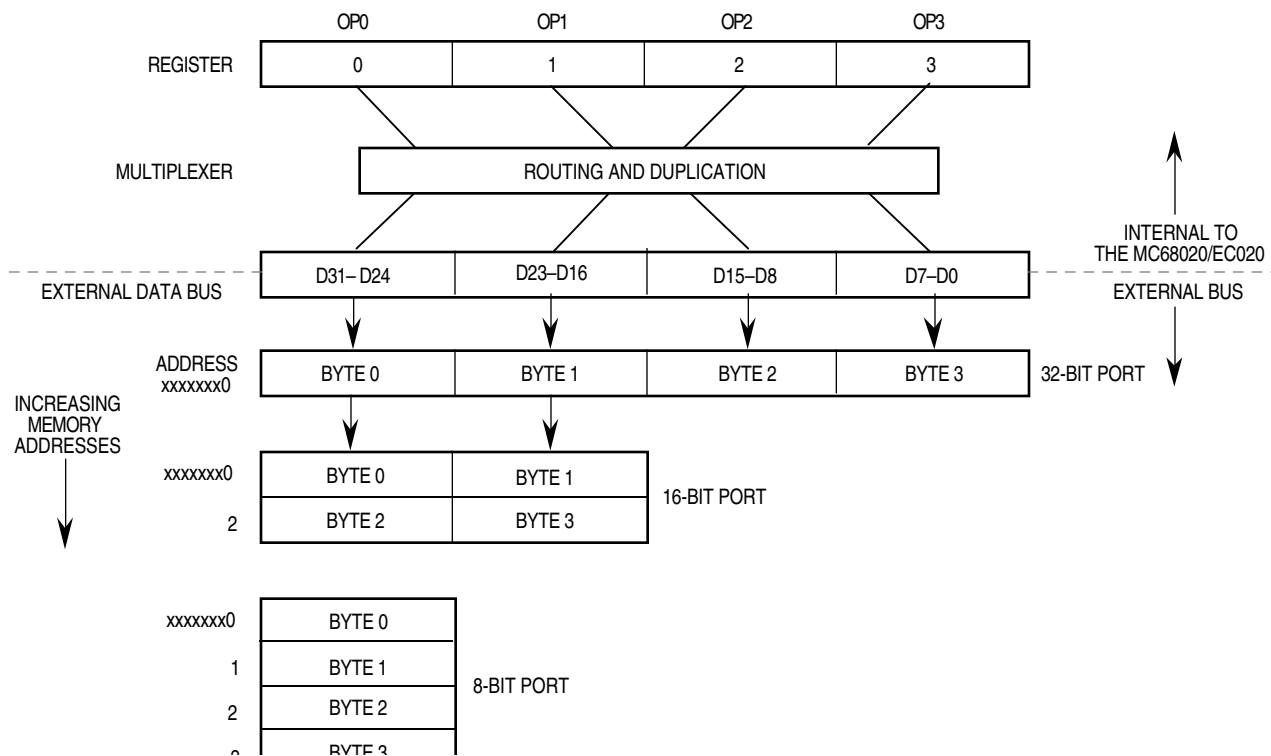 OP0 OP1 OP2 OP3
REGISTER 0 1 2 3
MULTIPLEXER ROUTING AND DUPLICATION
INTERNAL TO
THE MC68020/EC020
D31– D24 D23–D16 D15–D8 D7–D0
EXTERNAL DATA BUS EXTERNAL BUS
ADDRESS
xxxxxxx0 BYTE 0 BYTE 1 BYTE 2 BYTE 3 32-BIT PORT
INCREASING
MEMORY
ADDRESSES
xxxxxxx0 BYTE 0 BYTE 1
16-BIT PORT
2 BYTE 2 BYTE 3
xxxxxxx0 BYTE 0
1 BYTE 1
8-BIT PORT
2 BYTE 2
BYTE 3